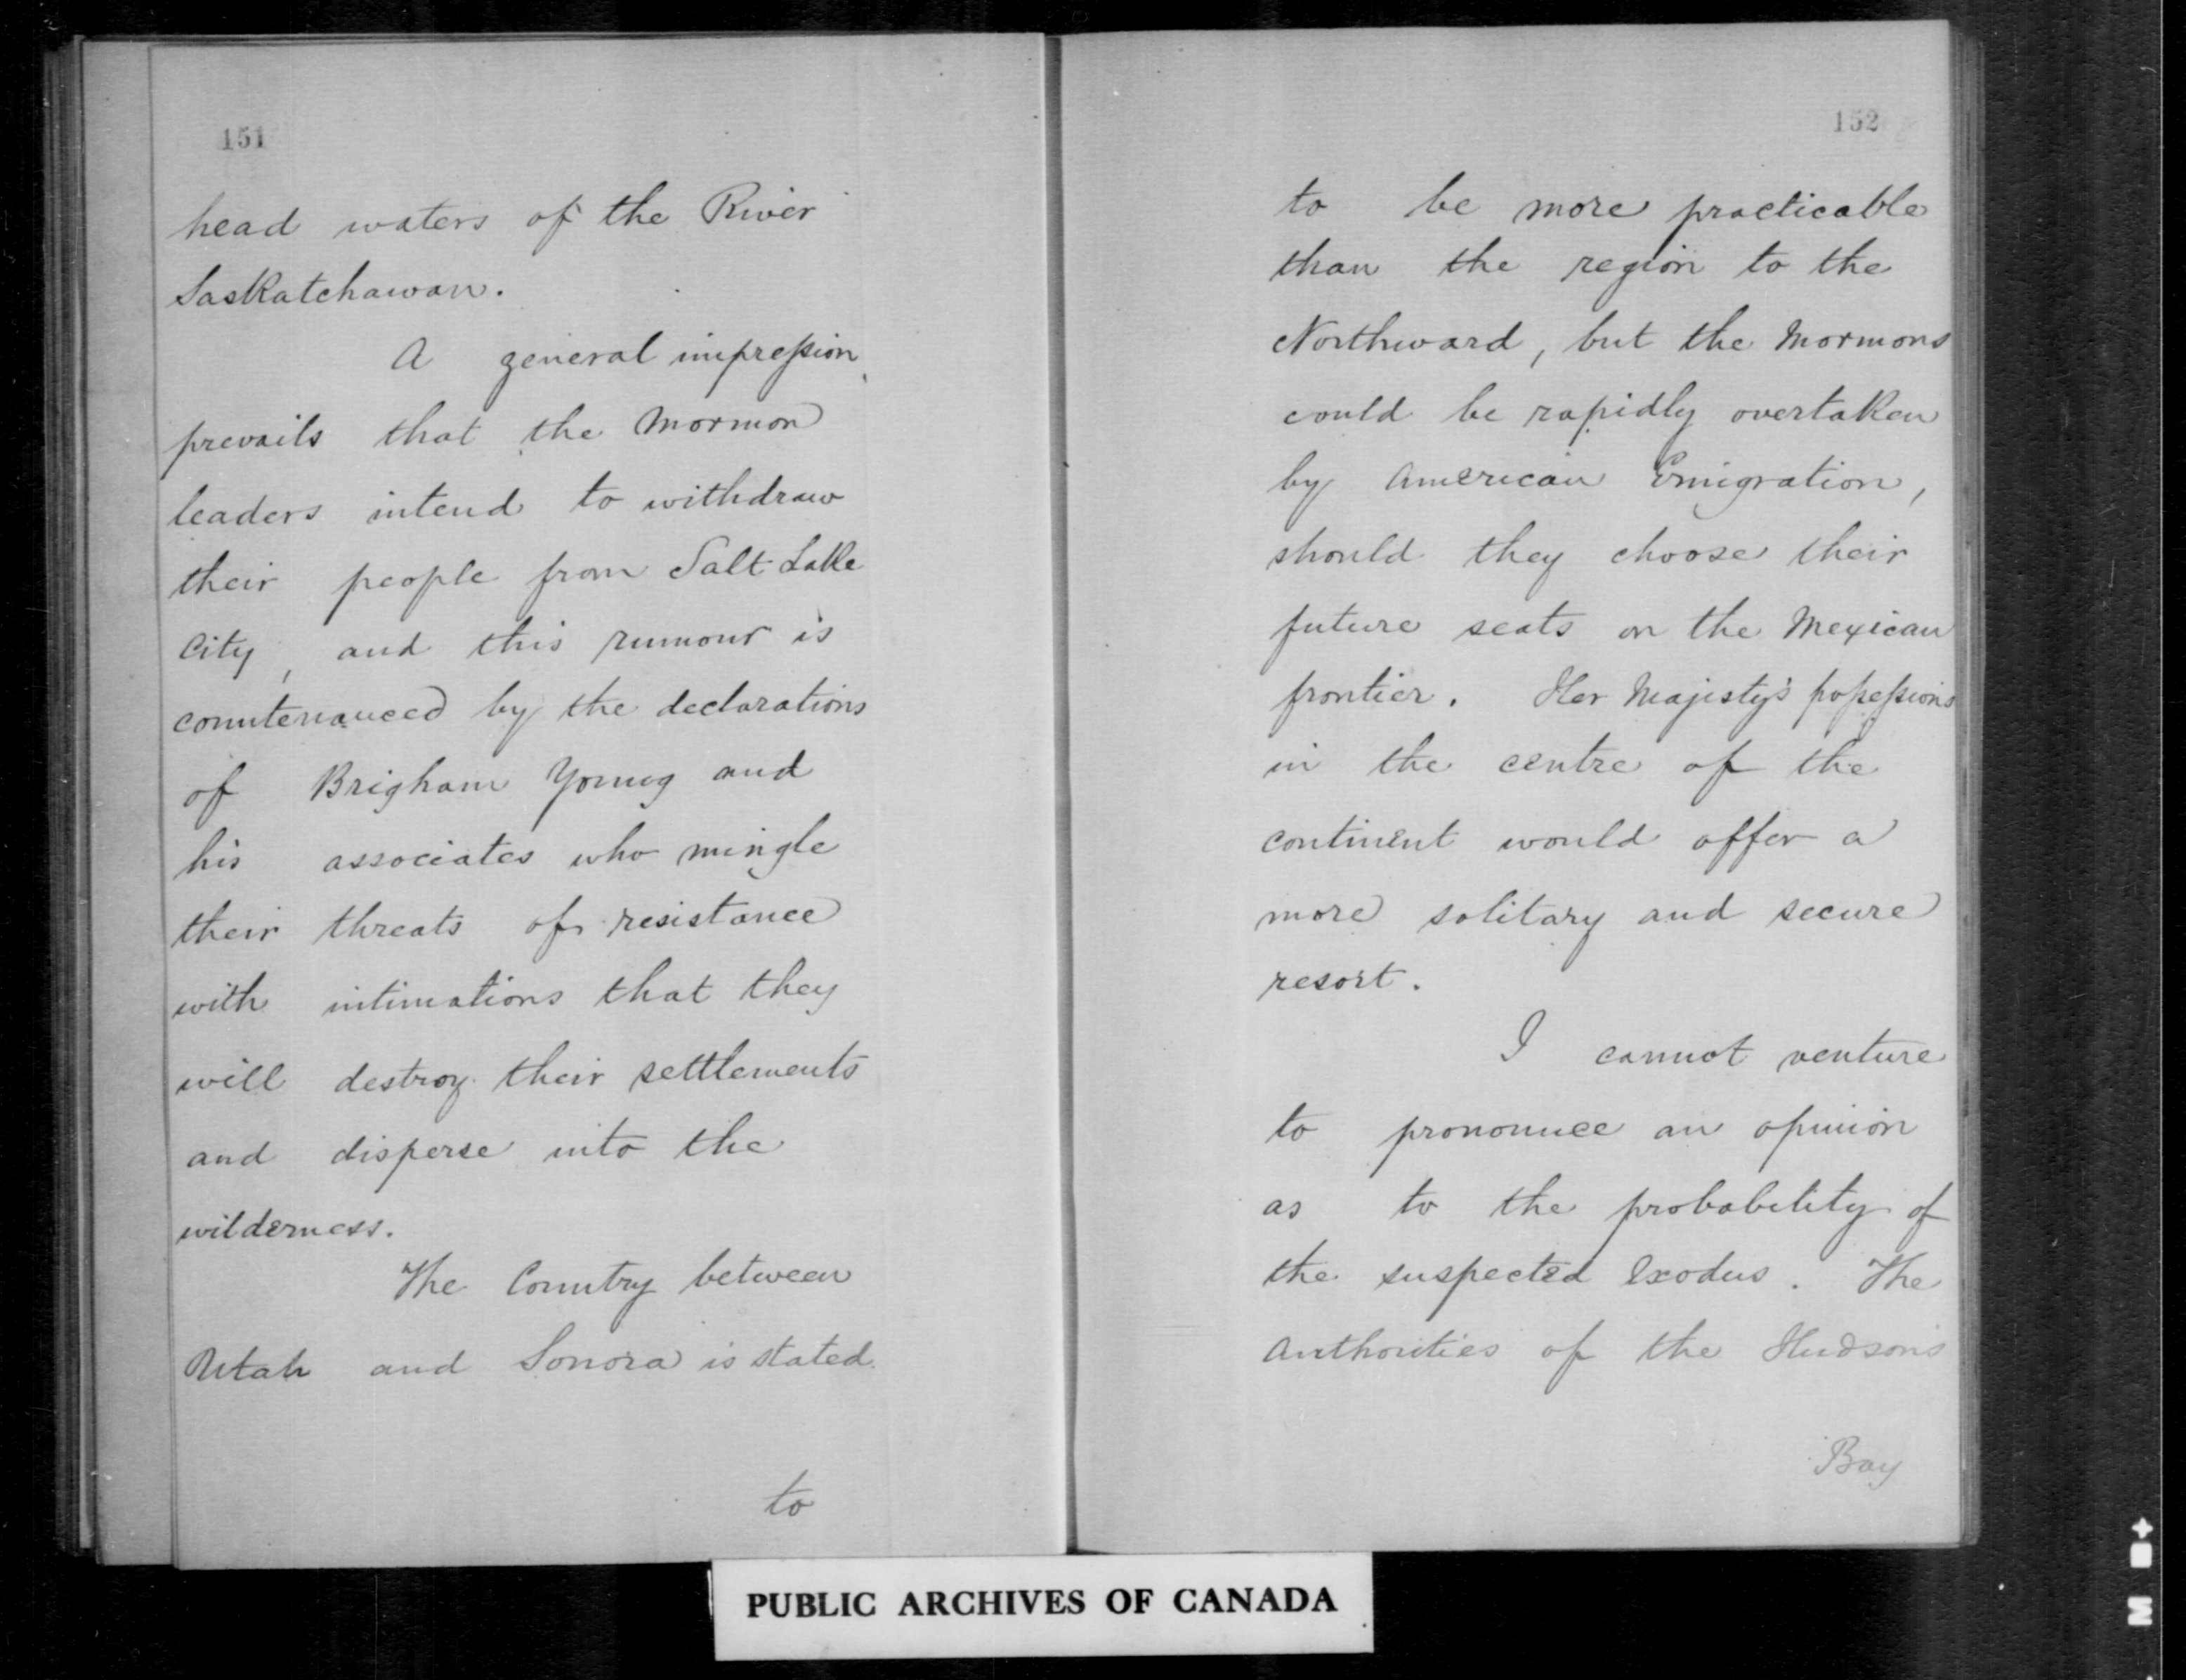 151
head waters of the River
Saskatchawan.
A general impression
prevails that the Mormon
leaders intend to withdraw
their people from Salt Lake
City, and this rumour is
countenanced by the declarations
of Brigham Young and
his associates who mingle
their threats of resistance
with intimations that they
will destroy their settlements
and disperse into the
wilderness.
The Country between
Utah and Sonora is stated
to
152
to be more practicable
than the region to the
Northward, but the Mormons
could be rapidly overtaken
by American Emigration,
should they choose their
future seats on the Mexican
frontier. Her Majesty's possessions
in the centre of the
continent would offer a
more solitary and secure
resort.
I cannot venture
to pronounce an opinion
as to the probability of
the suspected Exodus. The
Authorities of the Hudson's
Bay
PUBLIC ARCHIVES OF CANADA